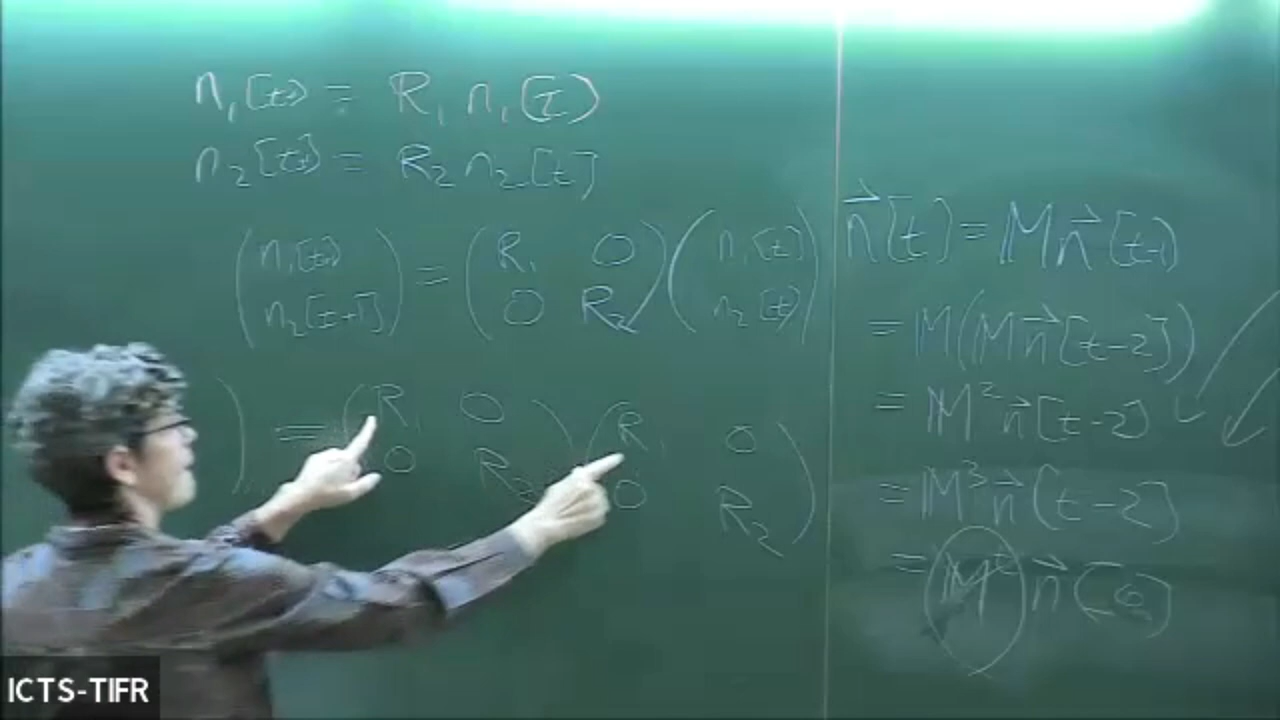 n₁[t] = R₁ n₁[t]
n₂[t] = R₂ n₂[t]
( n₁[t] ) = ( R₁ 0 ) ( n₁[t] )
( n₂[t+1] ) ( 0 R₂ ) ( n₂[t] )
) = ( R₁ 0 ) ( R₁ 0 )
( 0 R₂ ) ( 0 R₂ )
n⃗[t] = M n⃗[t-1]
= M(M n⃗[t-2])
= M² n⃗[t-2]
= M³ n⃗[t-2]
= Mᵗ n⃗[0]
ICTS-TIFR